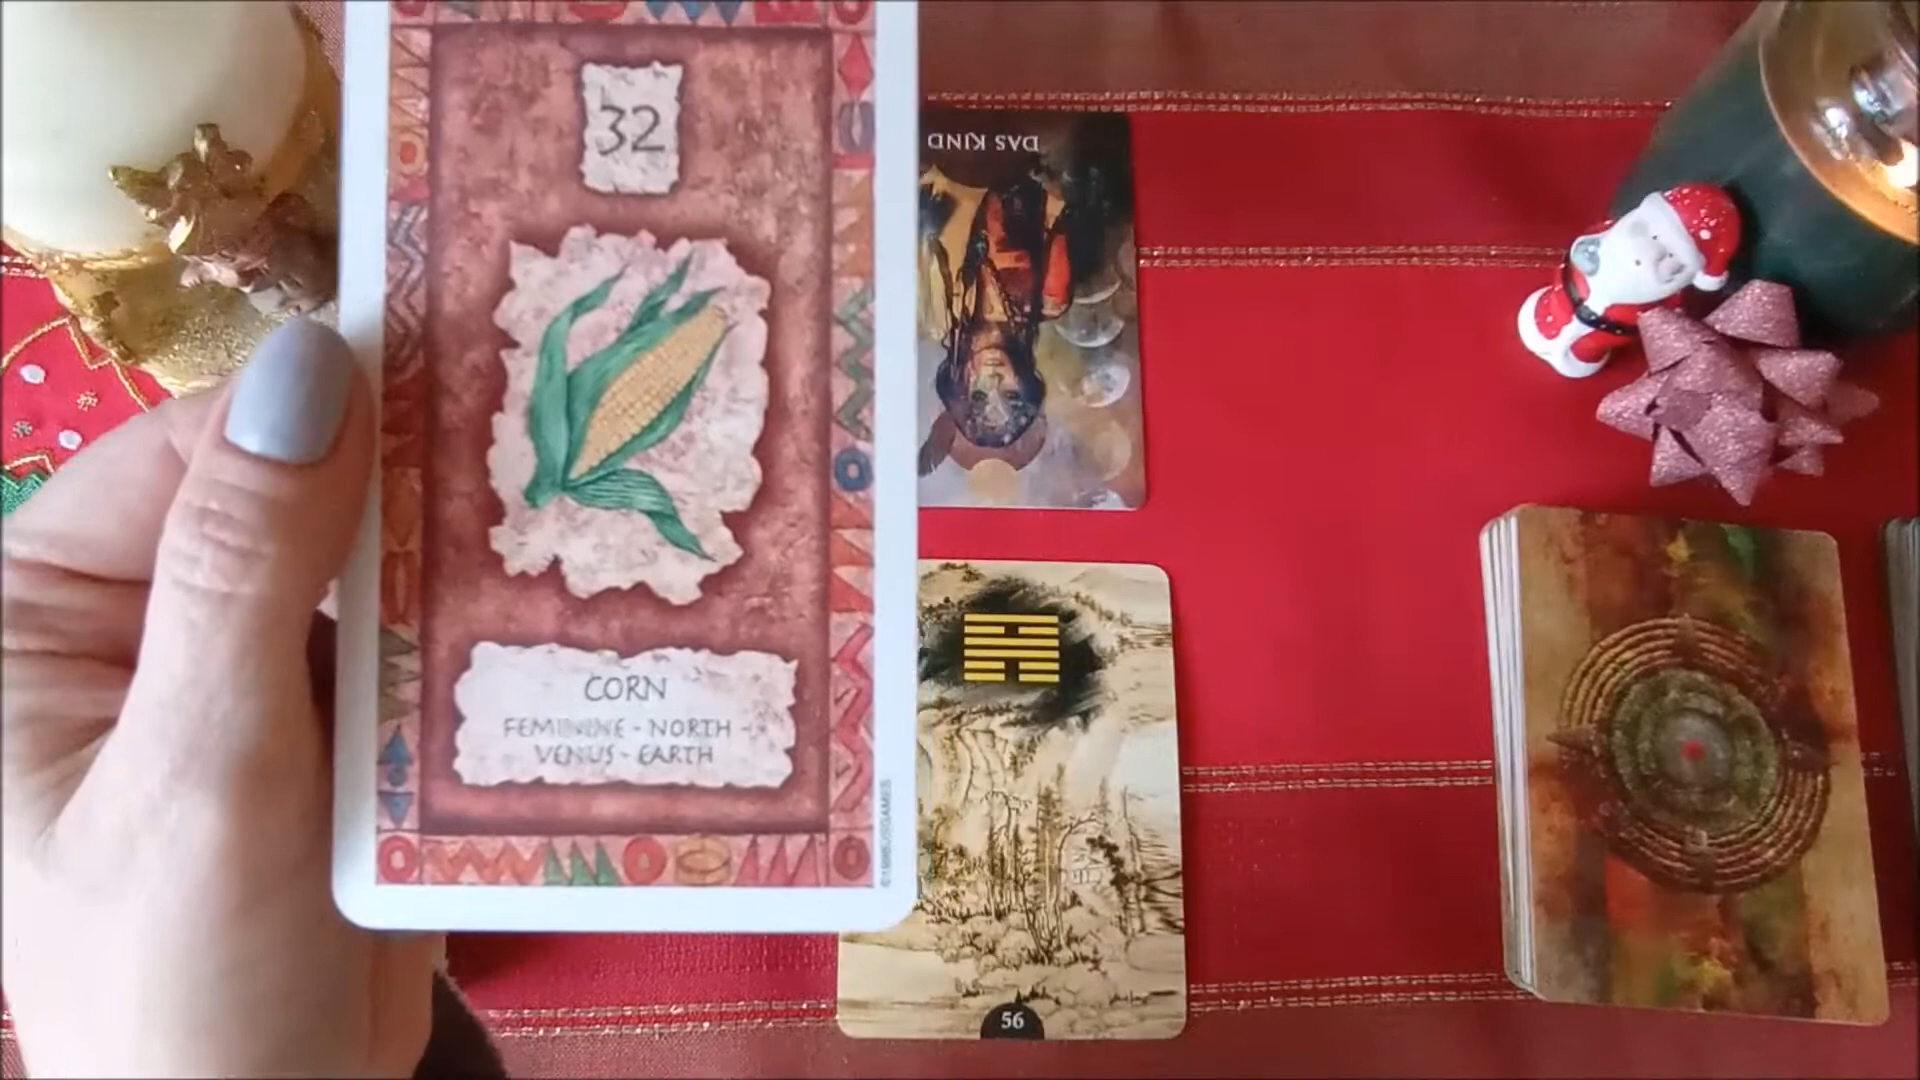 32
CORN
FEMININE - NORTH -
VENUS - EARTH
DAS KIND
56